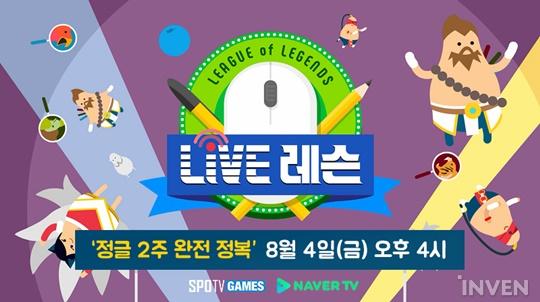 LEAGUE of LEGENDS
LiVE 레슨
‘정글 2주 완전 정복’ 8월 4일(금) 오후 4시
SPOTV GAMES NAVER TV
iNVEN